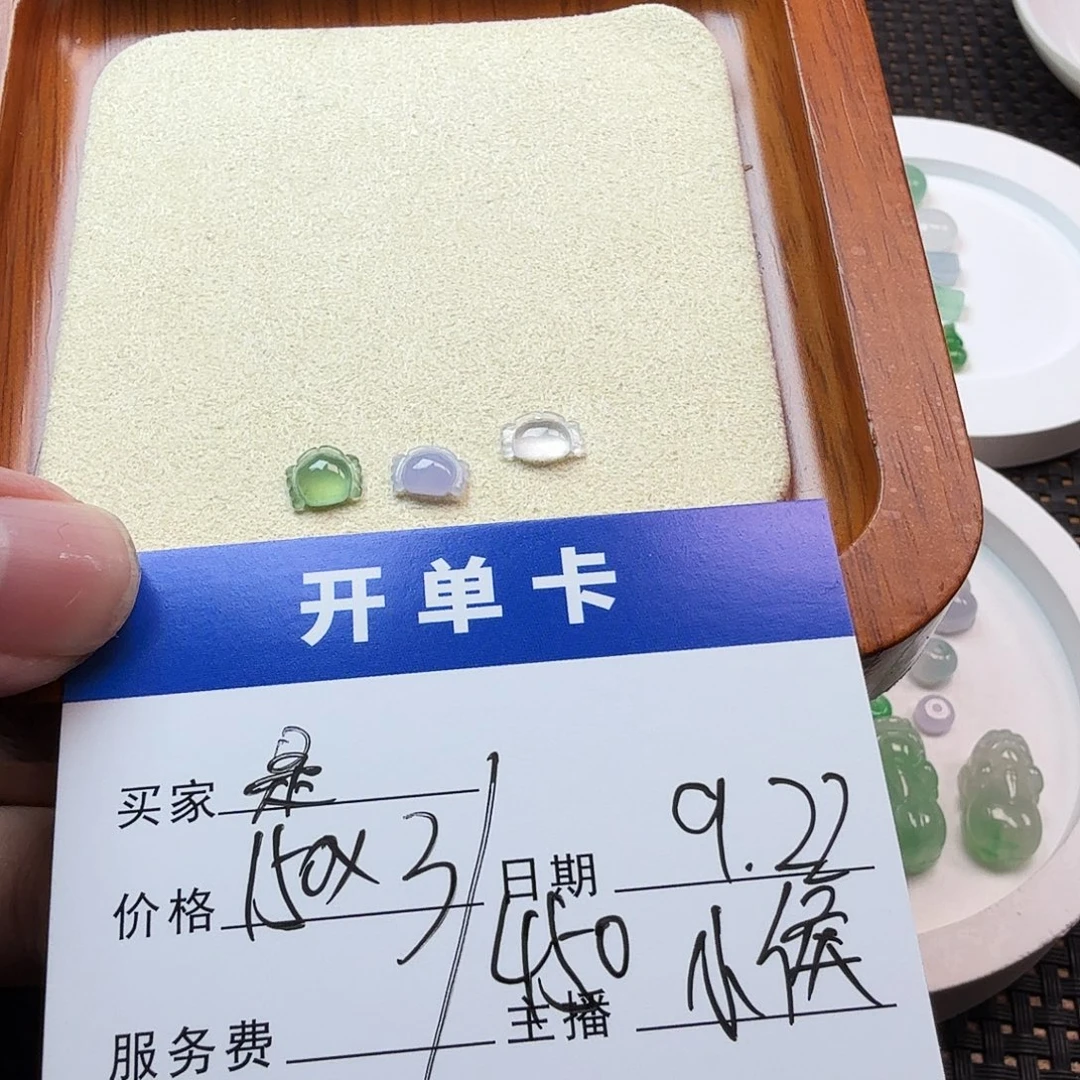 开单卡
买家 是
价格 150x3 / 450
日期 9.22
服务费
主播 小侯